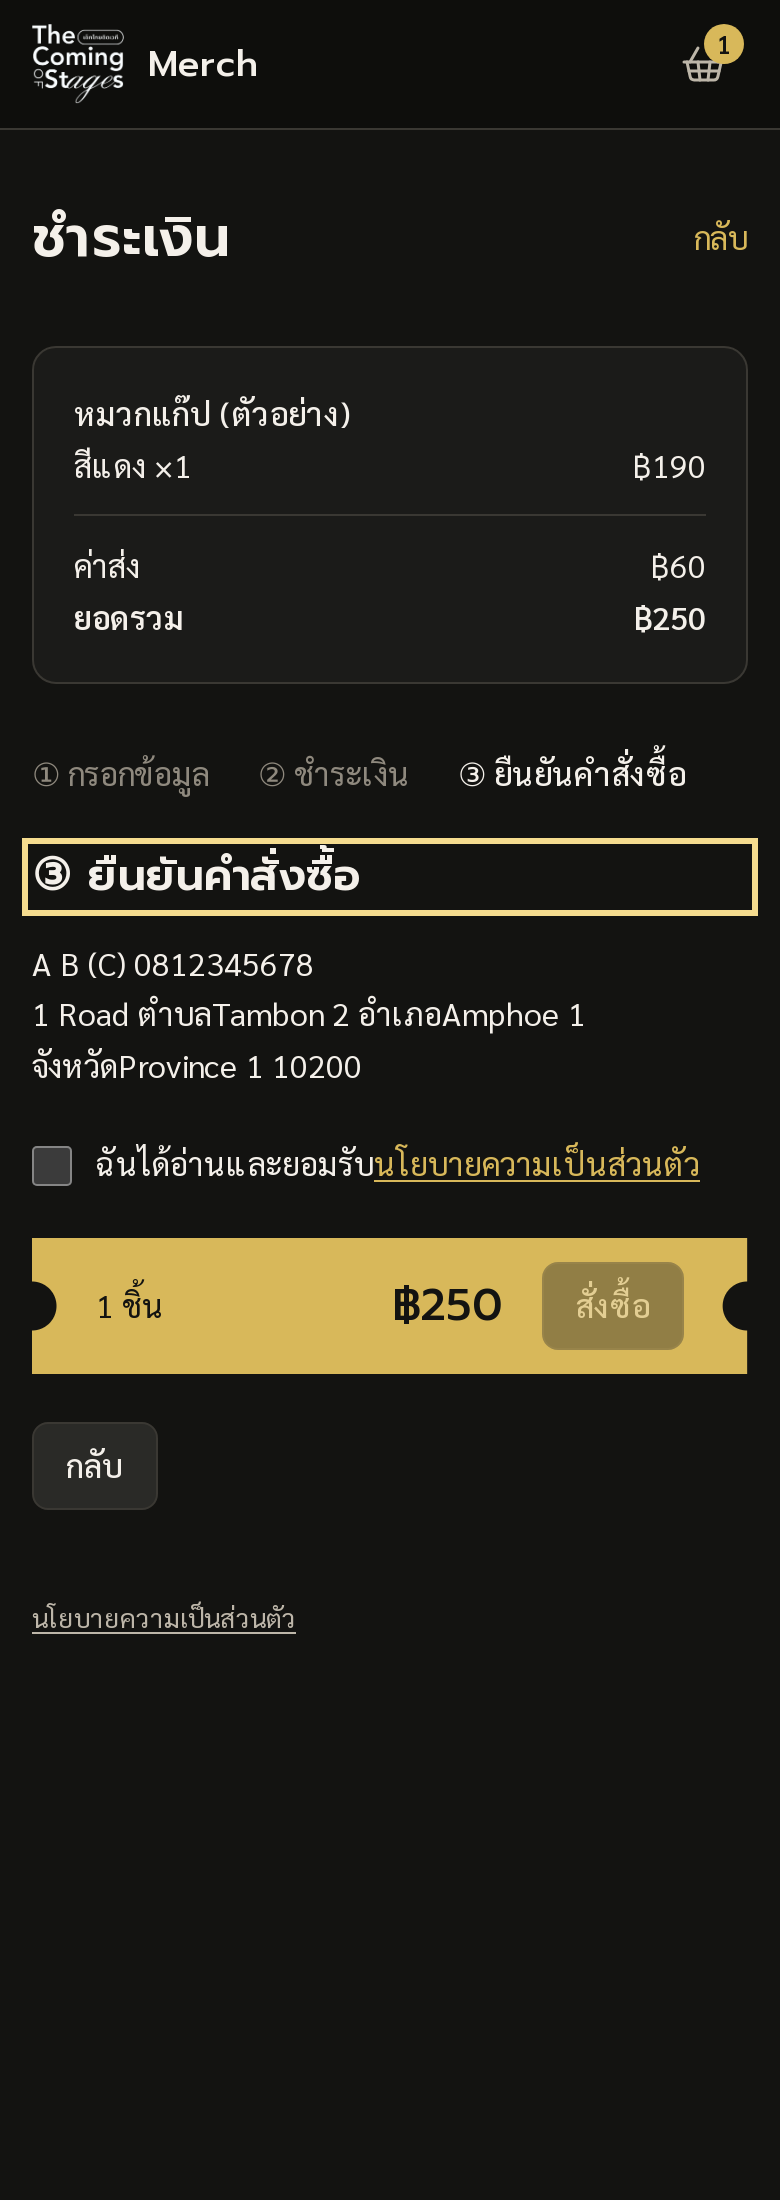 The
Coming
OF Stages
Merch
1
ชำระเงิน
กลับ
หมวกแก๊ป (ตัวอย่าง)
สีแดง ×1 ฿190
ค่าส่ง ฿60
ยอดรวม ฿250
① กรอกข้อมูล ② ชำระเงิน ③ ยืนยันคำสั่งซื้อ
③ ยืนยันคำสั่งซื้อ
A B (C) 0812345678
1 Road ตำบลTambon 2 อำเภอAmphoe 1
จังหวัดProvince 1 10200
ฉันได้อ่านและยอมรับนโยบายความเป็นส่วนตัว
1 ชิ้น ฿250 สั่งซื้อ
กลับ
นโยบายความเป็นส่วนตัว